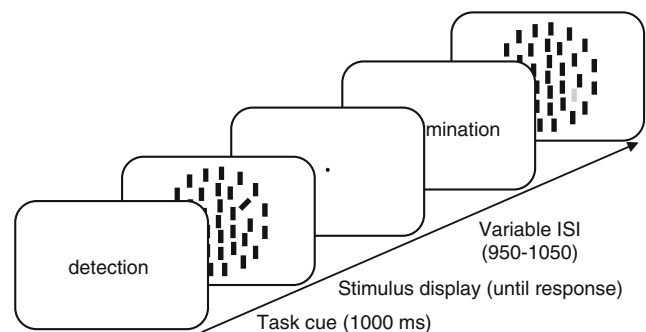 mination
Variable ISI
(950-1050)
detection
Stimulus display (until response)
Task cue (1000 ms)